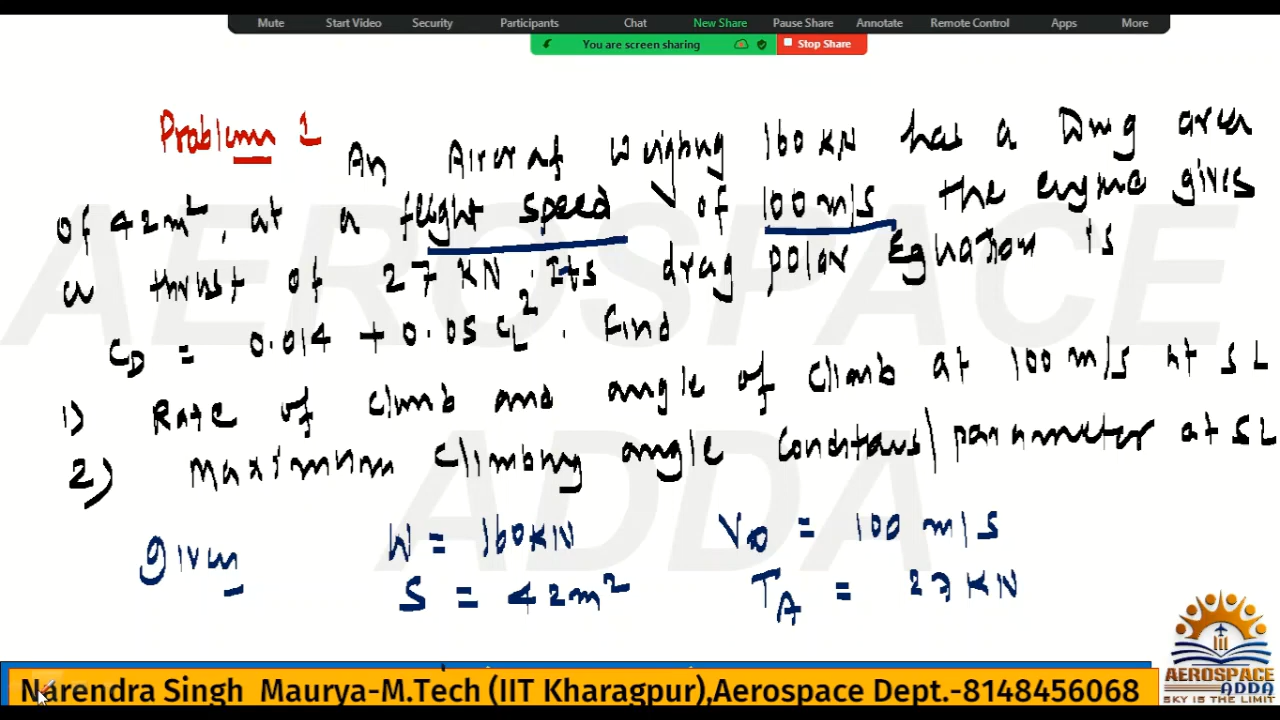 Mute Start Video Security Participants Chat New Share Pause Share Annotate Remote Control Apps More
You are screen sharing Stop Share
Problem 1 An Aircraf Weighing 160 KN has a Drag area
of 42m², at a flight speed of 100 m/s the engine gives
a thrust of 27 KN. Its drag polar Equation is
CD = 0.014 + 0.05 CL². Find
1) Rate of climb and angle of climb at 100 m/s at SL
2) Maximum climbing angle conditions/parameter at SL
given W = 160KN V∞ = 100 m/s
S = 42m² TA = 27 KN
AEROSPACE
ADDA
AEROSPACE
ADDA
SKY IS THE LIMIT
Narendra Singh Maurya-M.Tech (IIT Kharagpur),Aerospace Dept.-8148456068